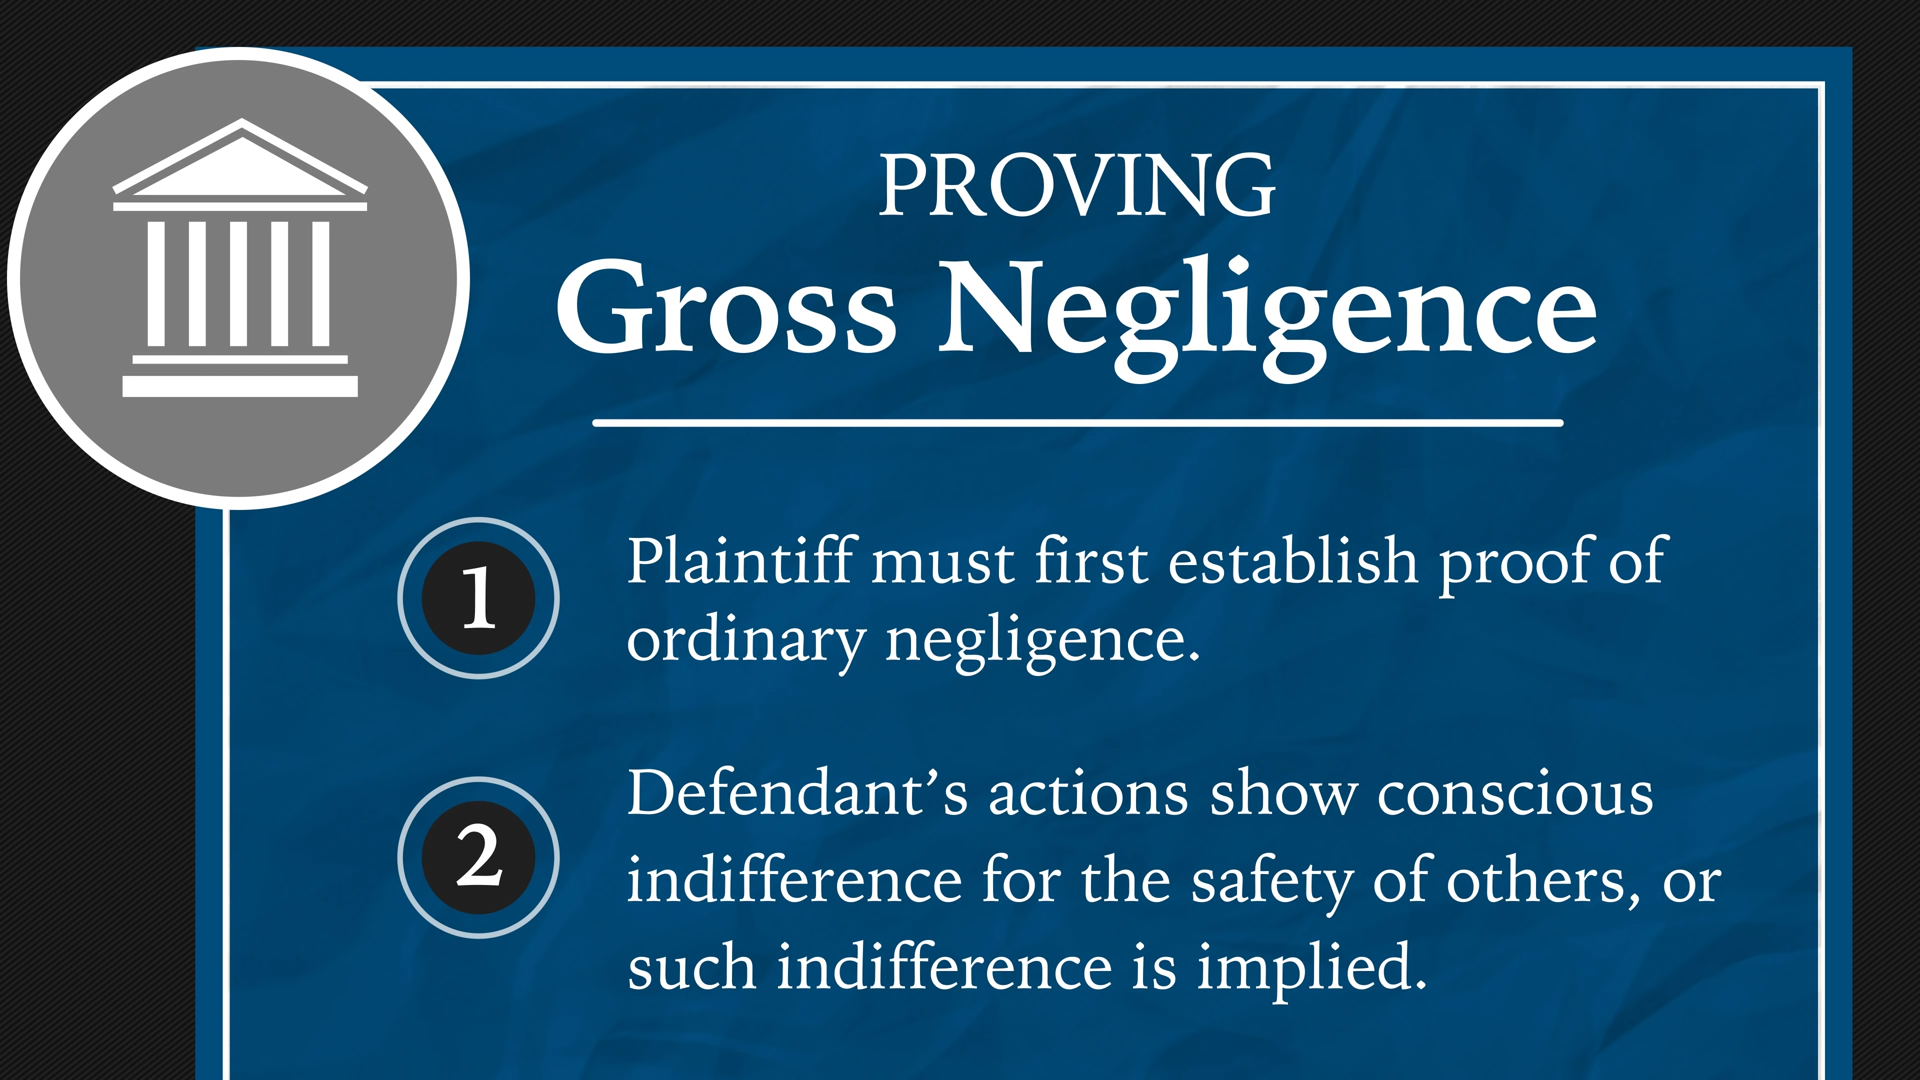 PROVING
Gross Negligence
1
Plaintiff must first establish proof of
ordinary negligence.
2
Defendant’s actions show conscious
indifference for the safety of others, or
such indifference is implied.